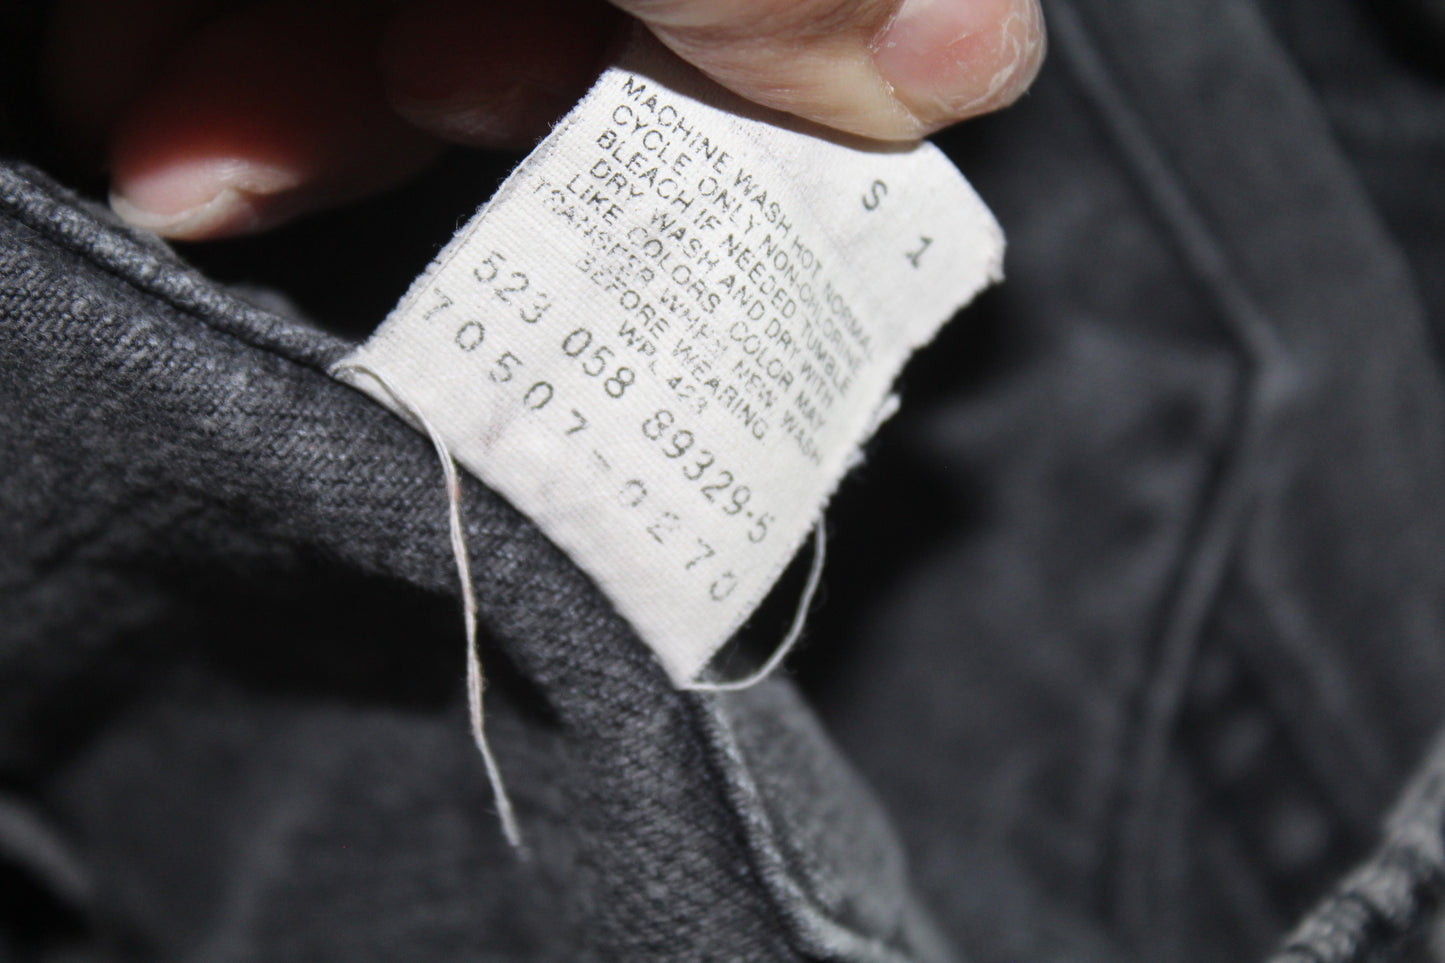 S 1
MACHINE WASH HOT NORMAL
CYCLE ONLY NON-CHLORINE
BLEACH IF NEEDED TUMBLE
DRY WASH AND DRY WITH
LIKE COLORS COLOR MAY
TRANSFER WHEN NEW WASH
BEFORE WEARING
WPL 423
523 058 89329-5
70507-0270